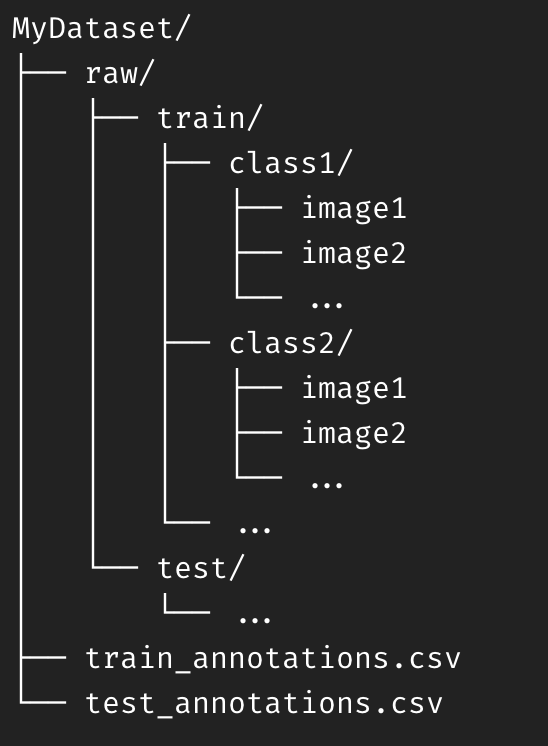 MyDataset/
├── raw/
│   ├── train/
│   │   ├── class1/
│   │   │   ├── image1
│   │   │   ├── image2
│   │   │   └── ...
│   │   ├── class2/
│   │   │   ├── image1
│   │   │   ├── image2
│   │   │   └── ...
│   │   └── ...
│   └── test/
│       └── ...
├── train_annotations.csv
└── test_annotations.csv